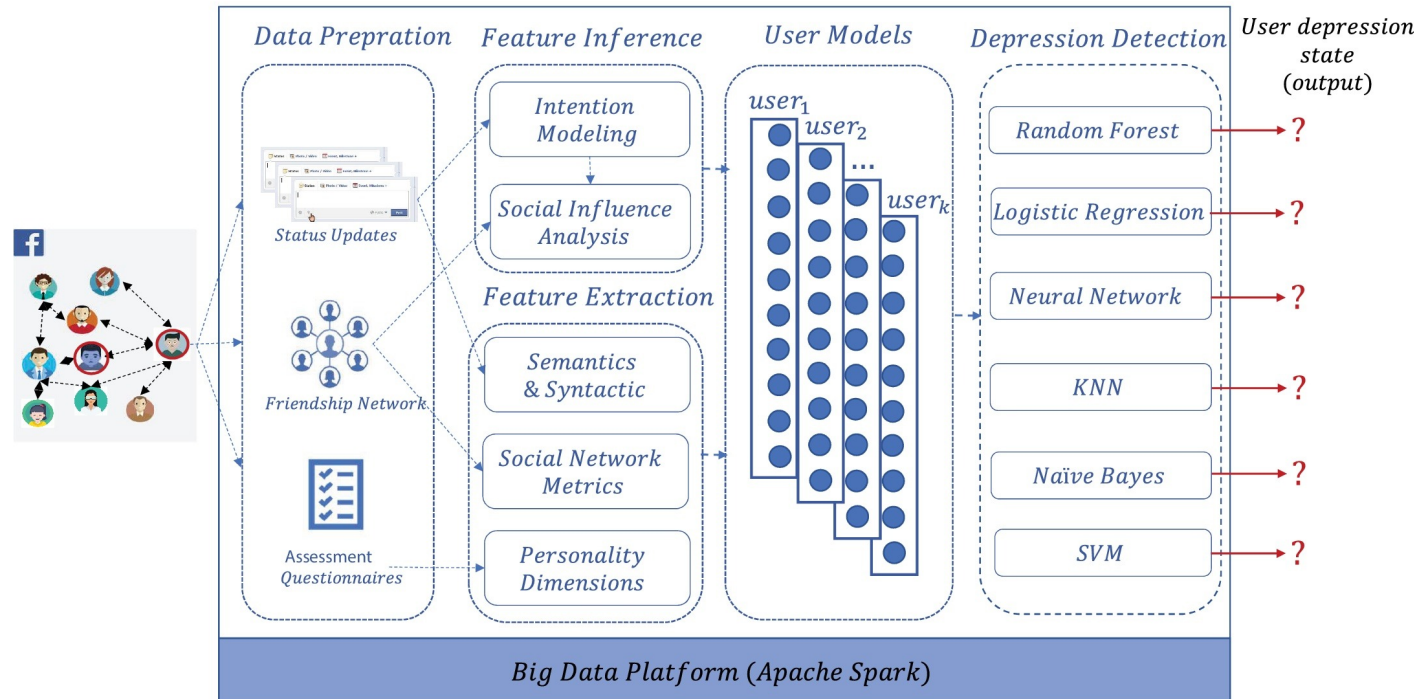 Data Prepration
Feature Inference
User Models
Depression Detection
User depression
state
(output)
Status Updates
Friendship Network
Assessment
Questionnaires
Intention
Modeling
Social Influence
Analysis
Feature Extraction
Semantics
& Syntactic
Social Network
Metrics
Personality
Dimensions
user1
user2
...
userk
Random Forest
?
Logistic Regression
?
Neural Network
?
KNN
?
Naïve Bayes
?
SVM
?
Big Data Platform (Apache Spark)